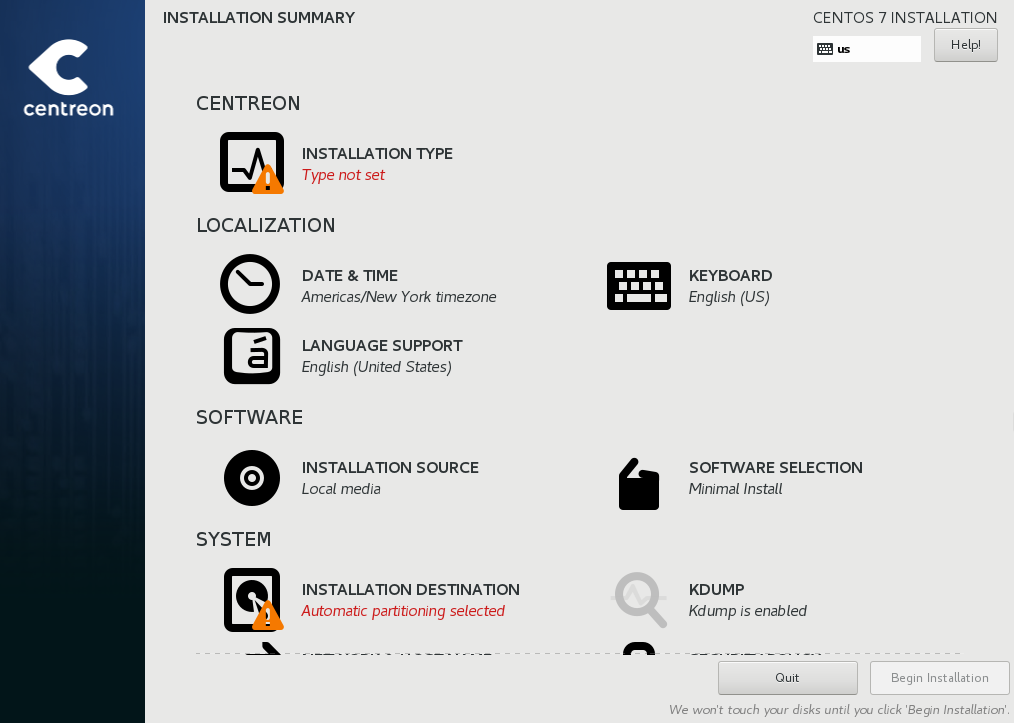 INSTALLATION SUMMARY
CENTOS 7 INSTALLATION
us
Help!
centreon
CENTREON
INSTALLATION TYPE
Type not set
LOCALIZATION
DATE & TIME
Americas/New York timezone
KEYBOARD
English (US)
LANGUAGE SUPPORT
English (United States)
SOFTWARE
INSTALLATION SOURCE
Local media
SOFTWARE SELECTION
Minimal Install
SYSTEM
INSTALLATION DESTINATION
Automatic partitioning selected
KDUMP
Kdump is enabled
Quit
Begin Installation
We won't touch your disks until you click 'Begin Installation'.